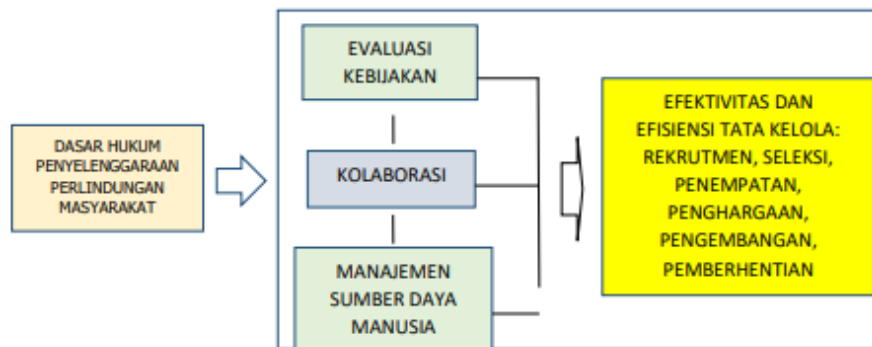 DASAR HUKUM
PENYELENGGARAAN
PERLINDUNGAN
MASYARAKAT
EVALUASI
KEBIJAKAN
KOLABORASI
MANAJEMEN
SUMBER DAYA
MANUSIA
EFEKTIVITAS DAN
EFISIENSI TATA KELOLA:
REKRUTMEN, SELEKSI,
PENEMPATAN,
PENGHARGAAN,
PENGEMBANGAN,
PEMBERHENTIAN